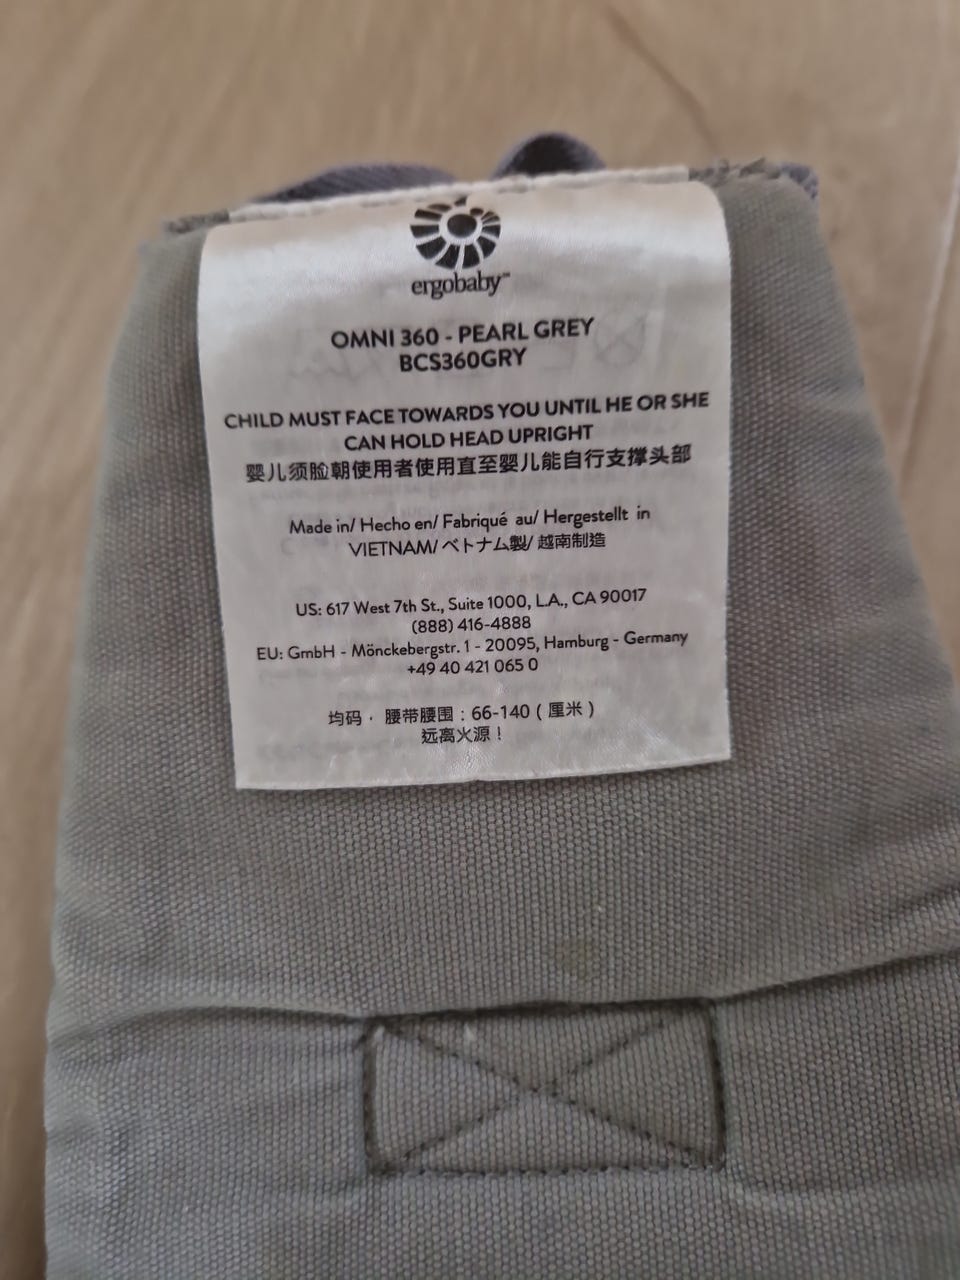 ergobaby™
OMNI 360 - PEARL GREY
BCS360GRY
CHILD MUST FACE TOWARDS YOU UNTIL HE OR SHE
CAN HOLD HEAD UPRIGHT
婴儿须脸朝使用者使用直至婴儿能自行支撑头部
Made in/ Hecho en/ Fabriqué au/ Hergestellt in
VIETNAM/ ベトナム製/ 越南制造
US: 617 West 7th St., Suite 1000, L.A., CA 90017
(888) 416-4888
EU: GmbH - Mönckebergstr. 1 - 20095, Hamburg - Germany
+49 40 421 065 0
均码，腰带腰围：66-140（厘米）
远离火源！